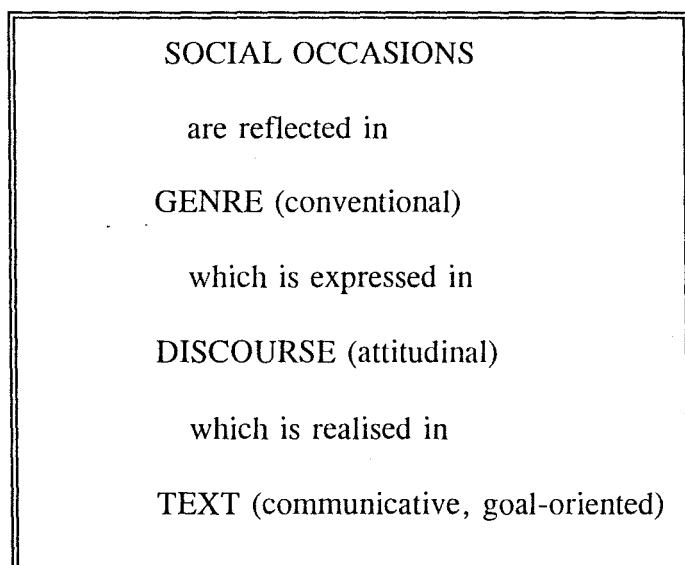 SOCIAL OCCASIONS
are reflected in
GENRE (conventional)
which is expressed in
DISCOURSE (attitudinal)
which is realised in
TEXT (communicative, goal-oriented)